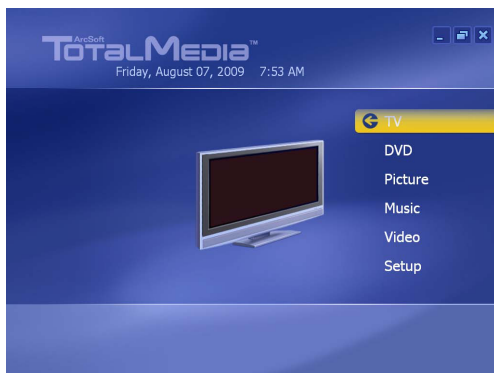 ArcSoft
TOTALMEDIA™
Friday, August 07, 2009 7:53 AM
TV
DVD
Picture
Music
Video
Setup